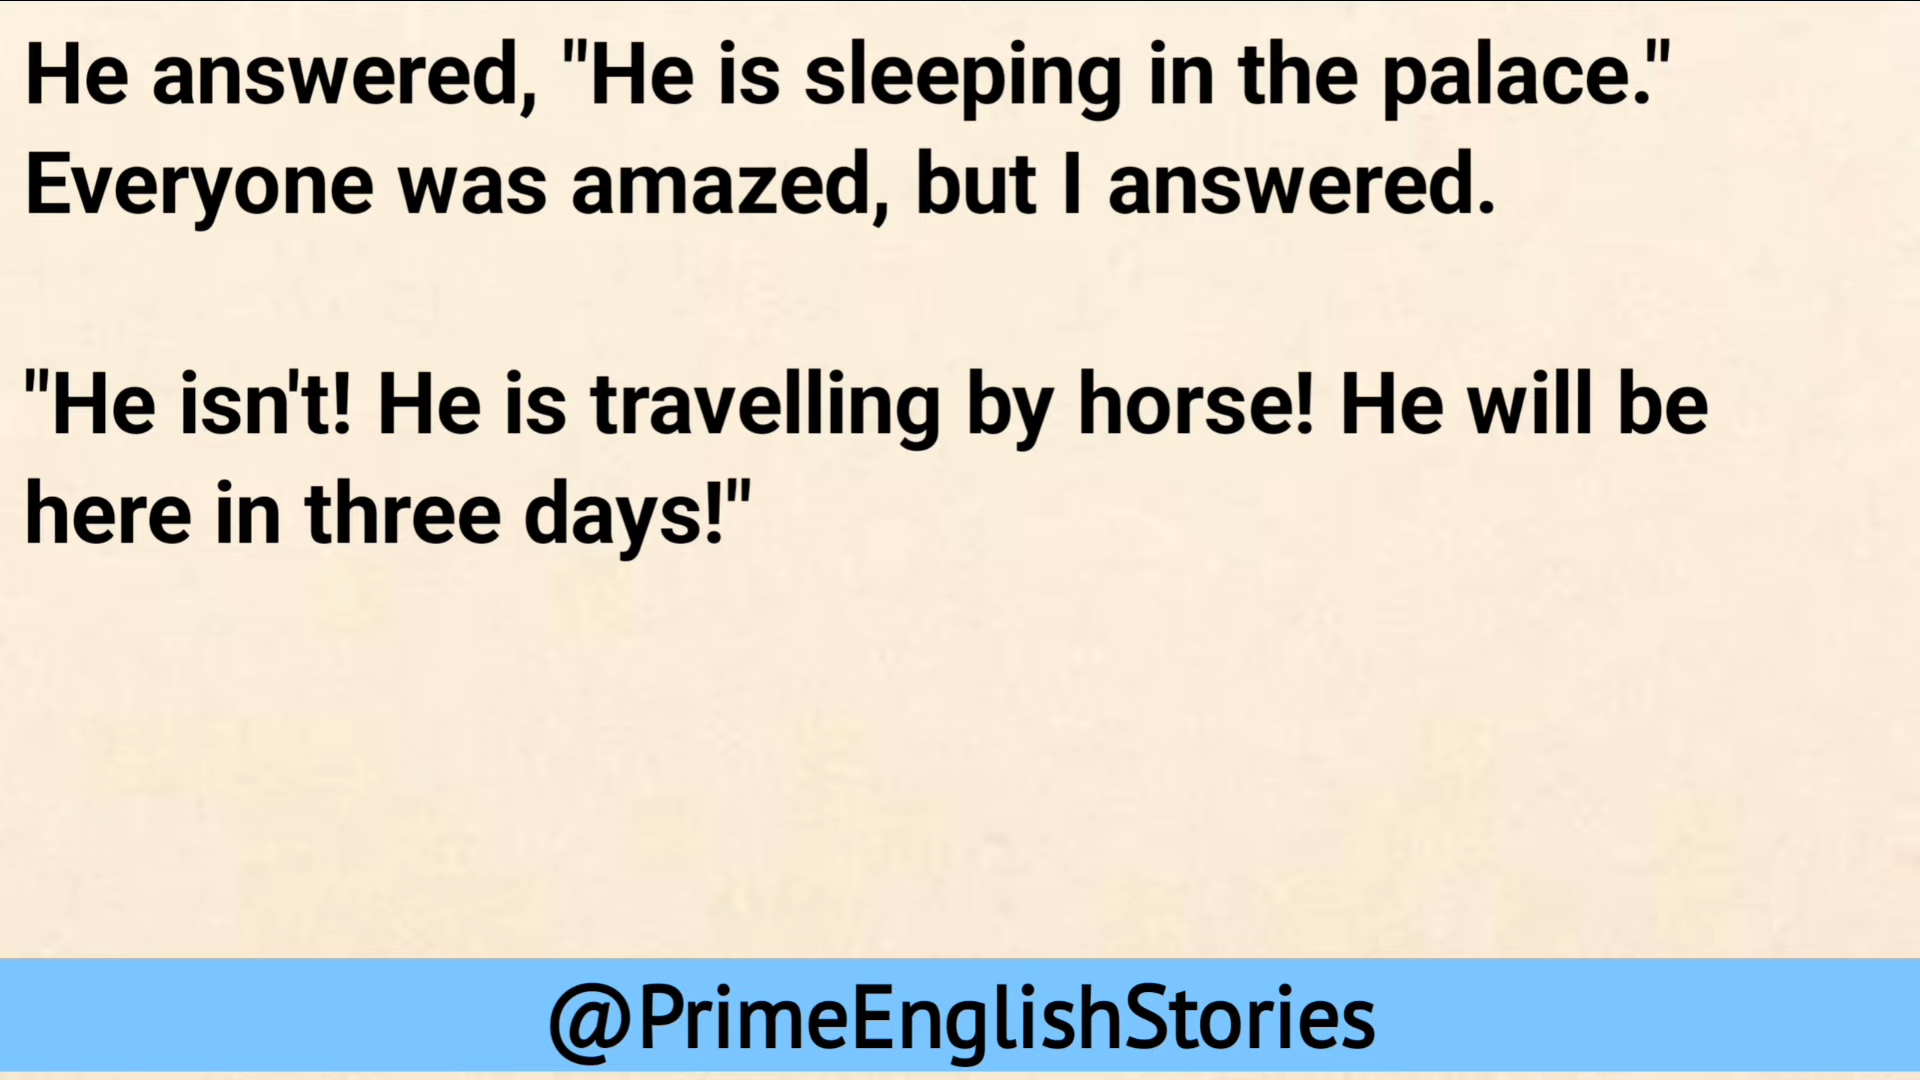 He answered, "He is sleeping in the palace."
Everyone was amazed, but I answered.
"He isn't! He is travelling by horse! He will be
here in three days!"
@PrimeEnglishStories